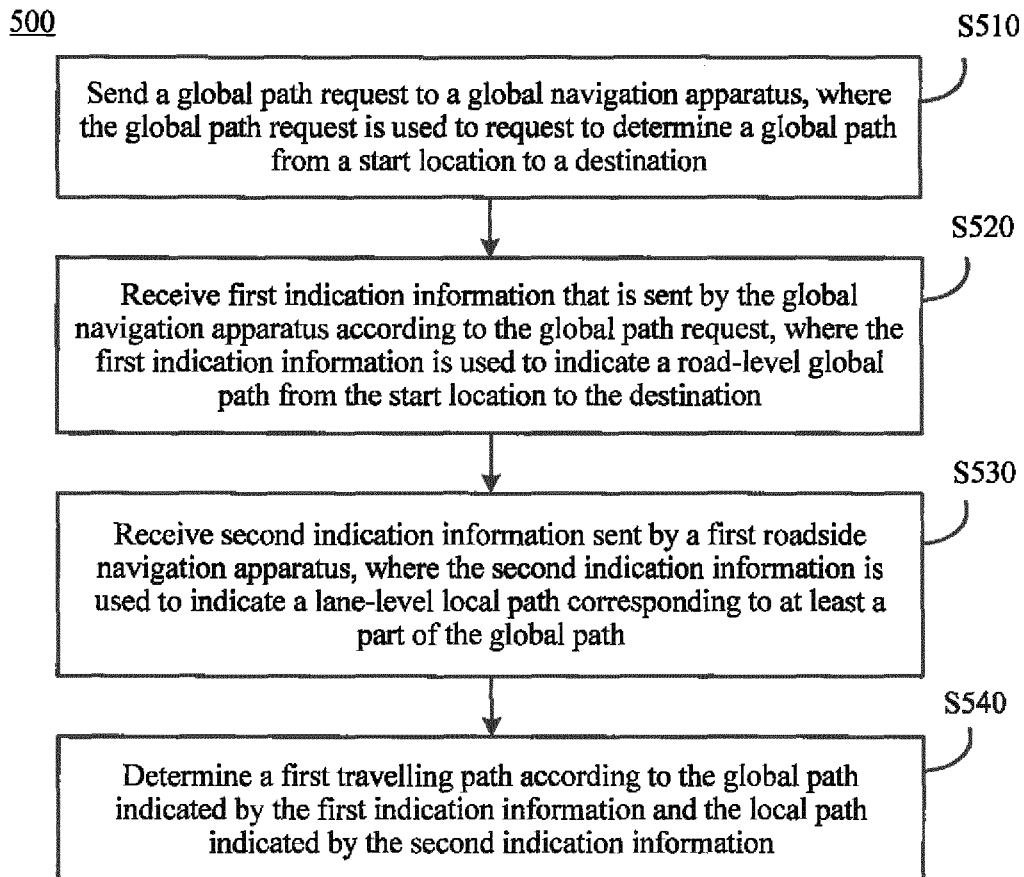 500
S510
Send a global path request to a global navigation apparatus, where
the global path request is used to request to determine a global path
from a start location to a destination
S520
Receive first indication information that is sent by the global
navigation apparatus according to the global path request, where the
first indication information is used to indicate a road-level global
path from the start location to the destination
S530
Receive second indication information sent by a first roadside
navigation apparatus, where the second indication information is
used to indicate a lane-level local path corresponding to at least a
part of the global path
S540
Determine a first travelling path according to the global path
indicated by the first indication information and the local path
indicated by the second indication information